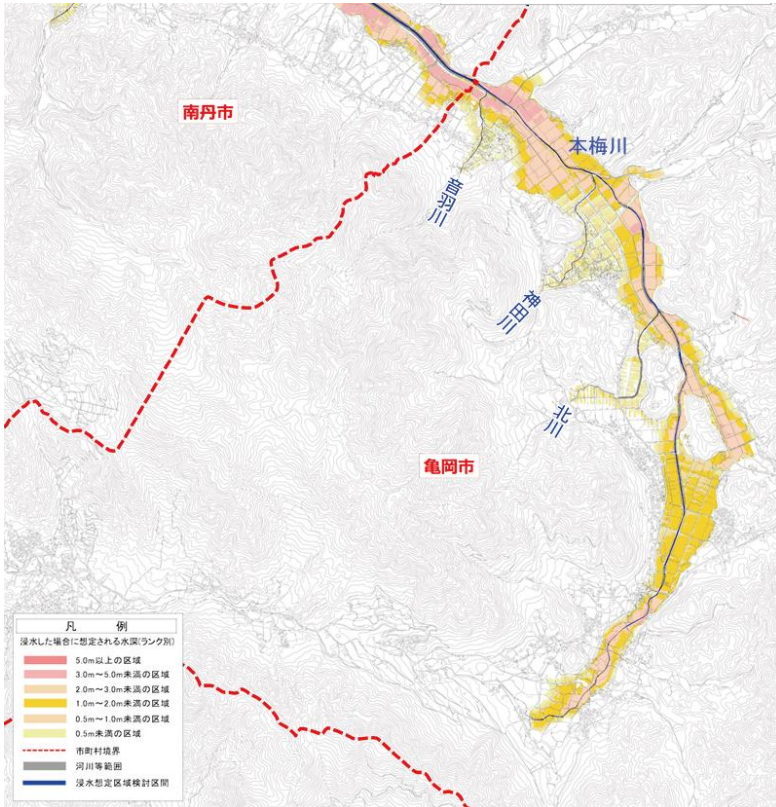 南丹市
本梅川
音羽川
神田川
北川
亀岡市
凡 例
浸水した場合に想定される水深(ランク別)
5.0m以上の区域
3.0m～5.0m未満の区域
2.0m～3.0m未満の区域
1.0m～2.0m未満の区域
0.5m～1.0m未満の区域
0.5m未満の区域
市町村境界
河川等範囲
浸水想定区域検討区間